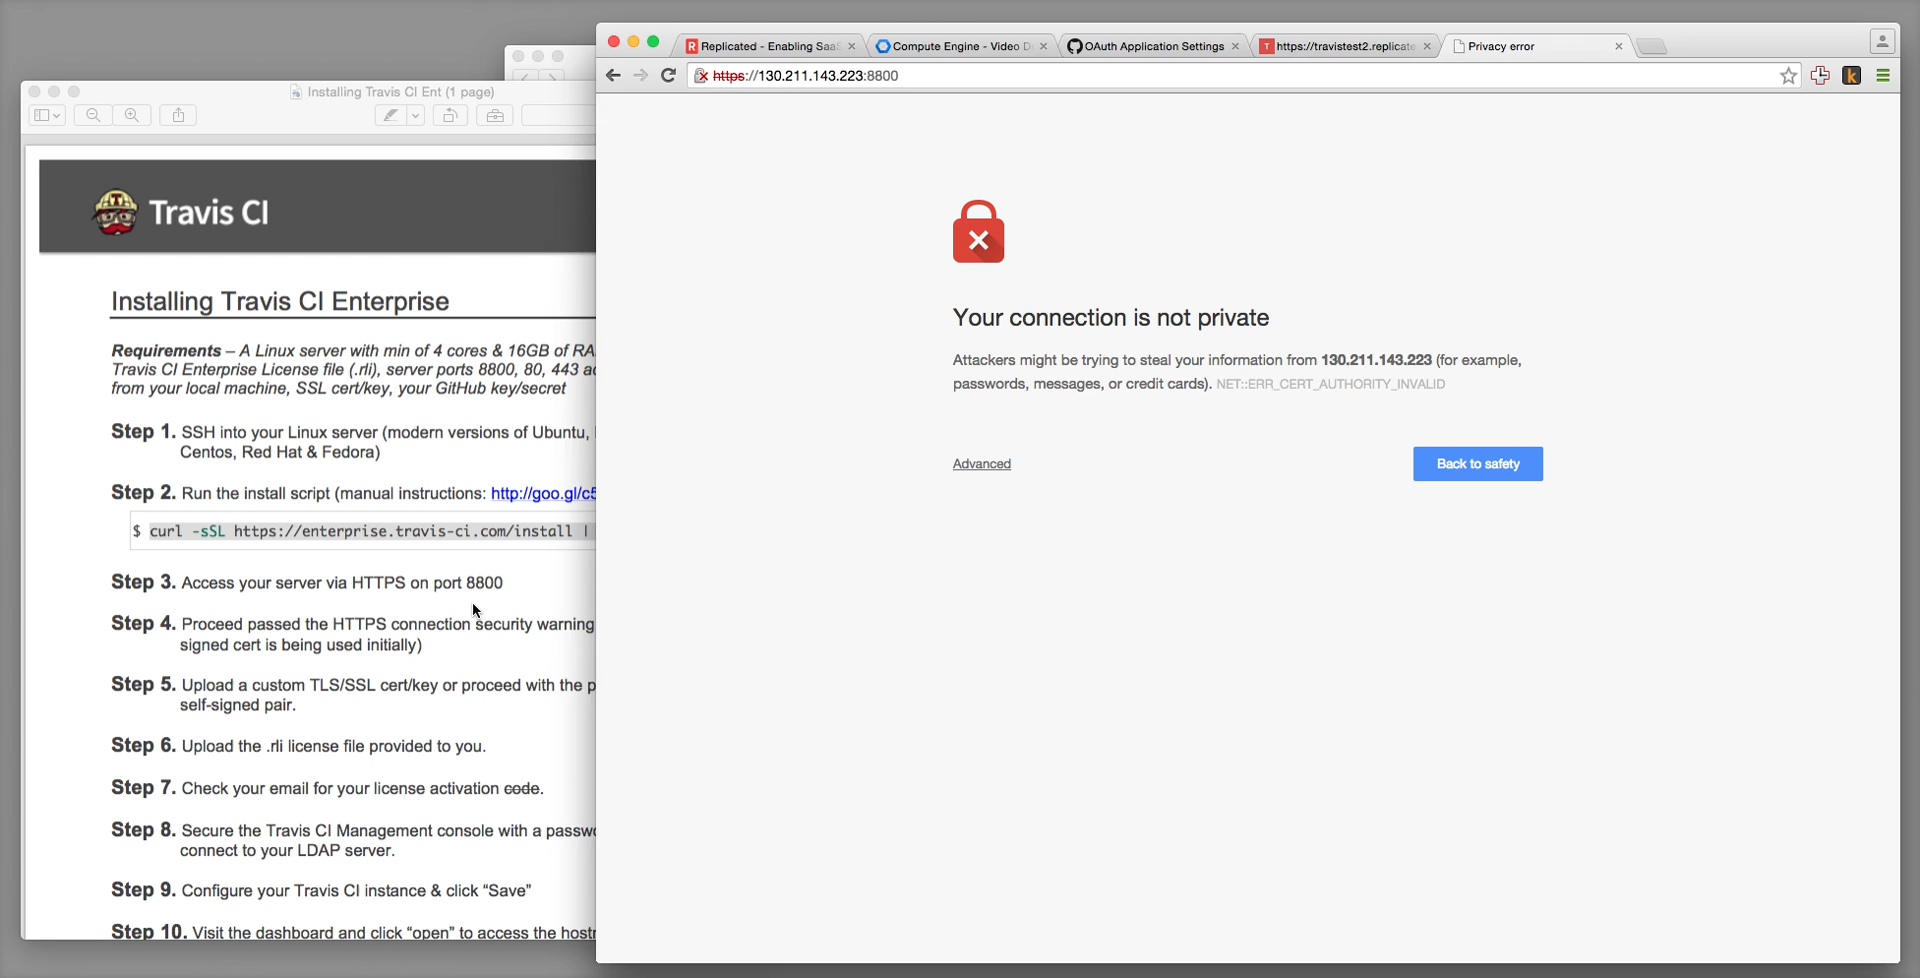 Replicated - Enabling SaaS
Compute Engine - Video D
OAuth Application Settings
https://travistest2.replicate
Privacy error
https://130.211.143.223:8800
k
Installing Travis CI Ent (1 page)
Travis CI
Installing Travis CI Enterprise
Requirements – A Linux server with min of 4 cores & 16GB of RA
Travis CI Enterprise License file (.rli), server ports 8800, 80, 443 ac
from your local machine, SSL cert/key, your GitHub key/secret
Step 1. SSH into your Linux server (modern versions of Ubuntu,
Centos, Red Hat & Fedora)
Step 2. Run the install script (manual instructions: http://goo.gl/c5
$ curl -sSL https://enterprise.travis-ci.com/install |
Step 3. Access your server via HTTPS on port 8800
Step 4. Proceed passed the HTTPS connection security warning
signed cert is being used initially)
Step 5. Upload a custom TLS/SSL cert/key or proceed with the p
self-signed pair.
Step 6. Upload the .rli license file provided to you.
Step 7. Check your email for your license activation code.
Step 8. Secure the Travis CI Management console with a passwo
connect to your LDAP server.
Step 9. Configure your Travis CI instance & click “Save”
Step 10. Visit the dashboard and click “open” to access the hostn
Your connection is not private
Attackers might be trying to steal your information from 130.211.143.223 (for example,
passwords, messages, or credit cards). NET::ERR_CERT_AUTHORITY_INVALID
Advanced
Back to safety